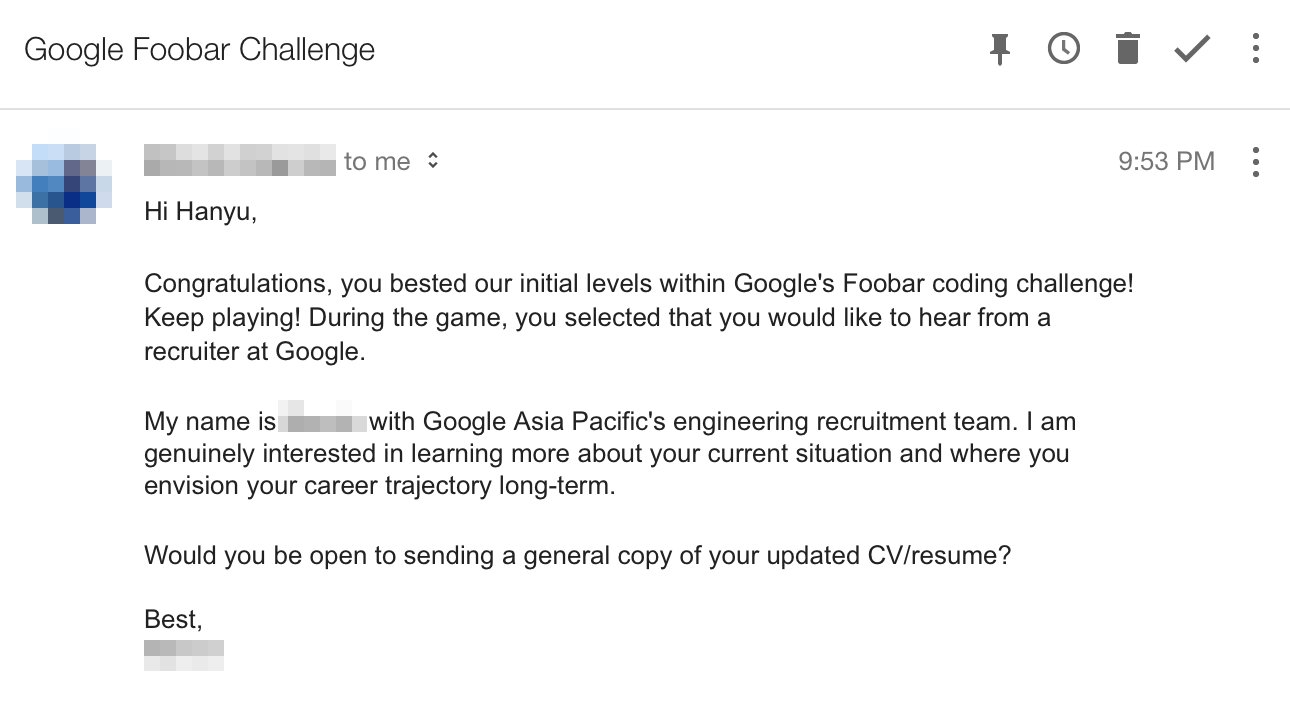 Google Foobar Challenge
to me
9:53 PM
Hi Hanyu,
Congratulations, you bested our initial levels within Google's Foobar coding challenge!
Keep playing! During the game, you selected that you would like to hear from a
recruiter at Google.
My name is with Google Asia Pacific's engineering recruitment team. I am
genuinely interested in learning more about your current situation and where you
envision your career trajectory long-term.
Would you be open to sending a general copy of your updated CV/resume?
Best,